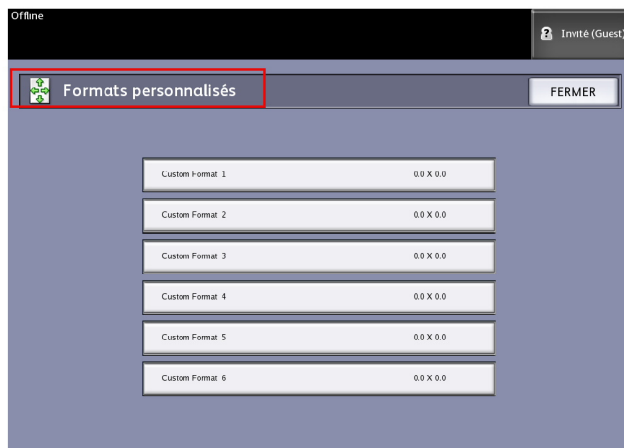 Offline
Invité (Guest)
Formats personnalisés
FERMER
Custom Format 1 0.0 X 0.0
Custom Format 2 0.0 X 0.0
Custom Format 3 0.0 X 0.0
Custom Format 4 0.0 X 0.0
Custom Format 5 0.0 X 0.0
Custom Format 6 0.0 X 0.0